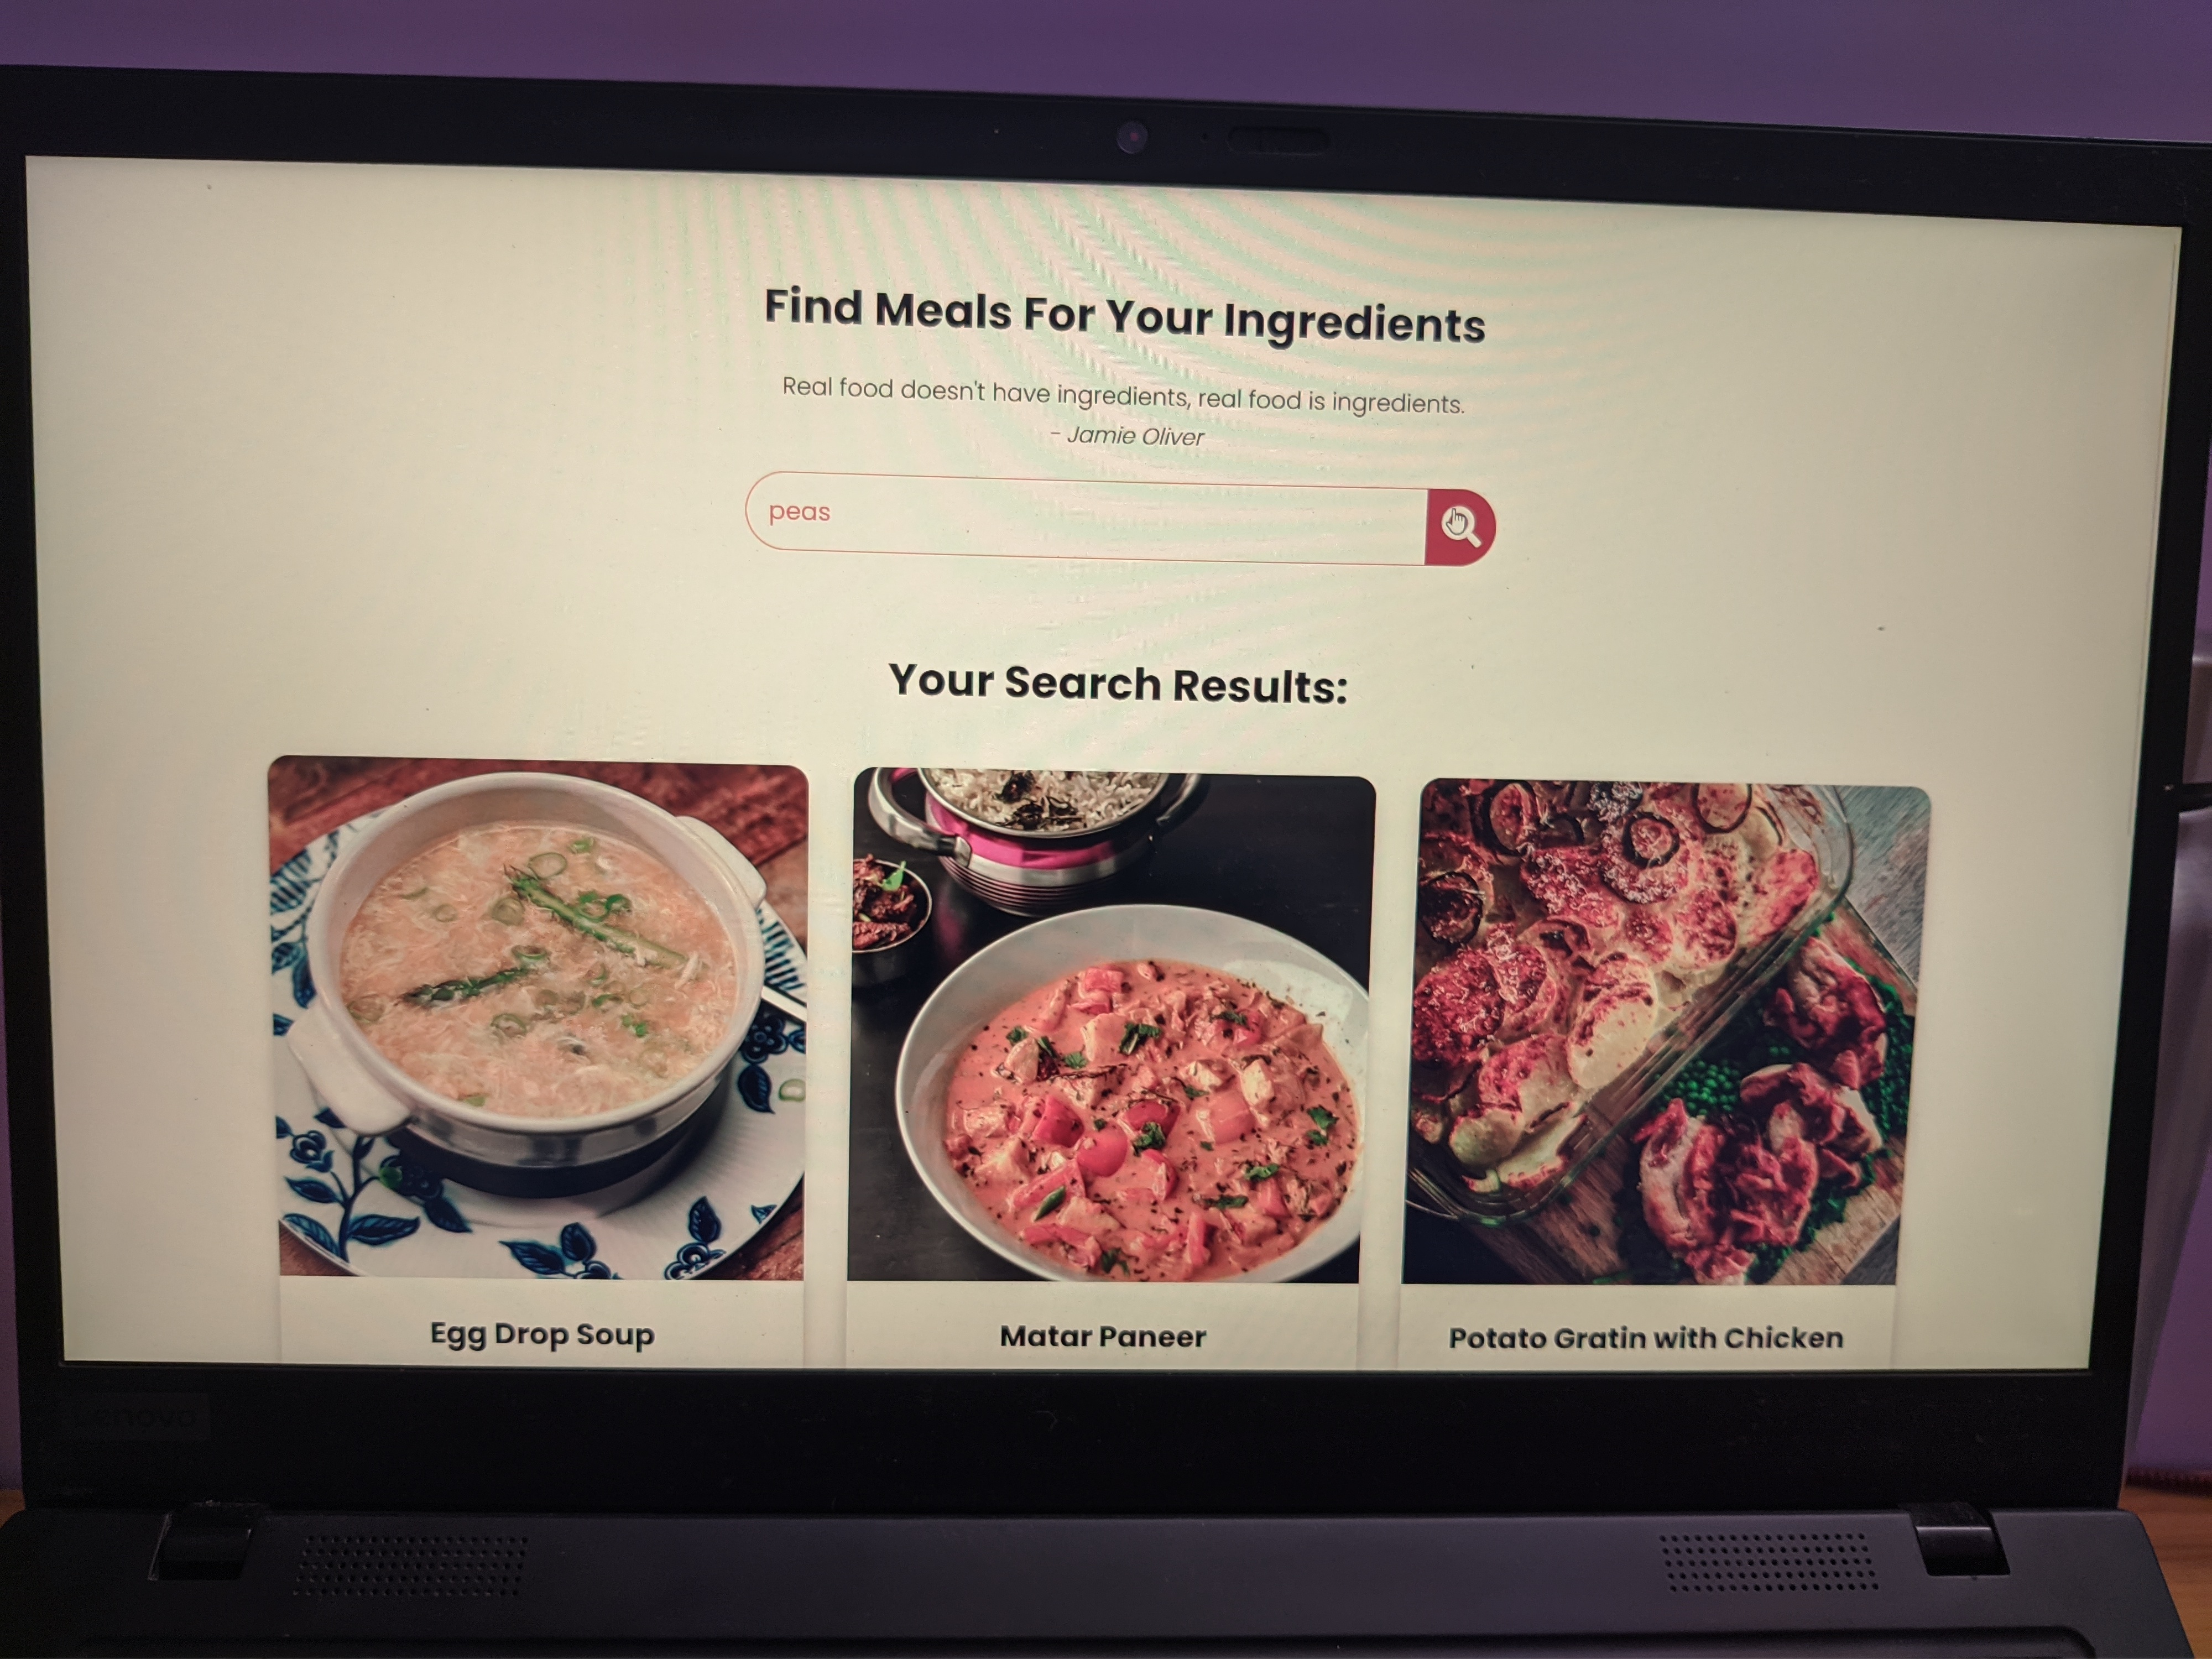 Find Meals For Your Ingredients
Real food doesn't have ingredients, real food is ingredients.
- Jamie Oliver
peas
Your Search Results:
Egg Drop Soup
Matar Paneer
Potato Gratin with Chicken
Lenovo